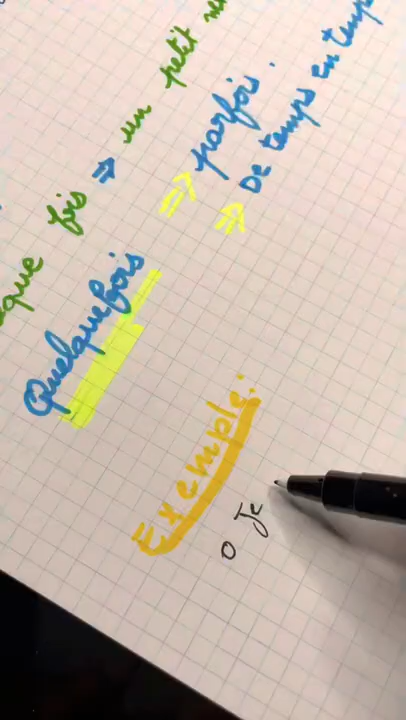 que fois ⇒ un petit
Quelquefois ⇒ parfois.
⇒ De temps en temps
Exemple:
o Je